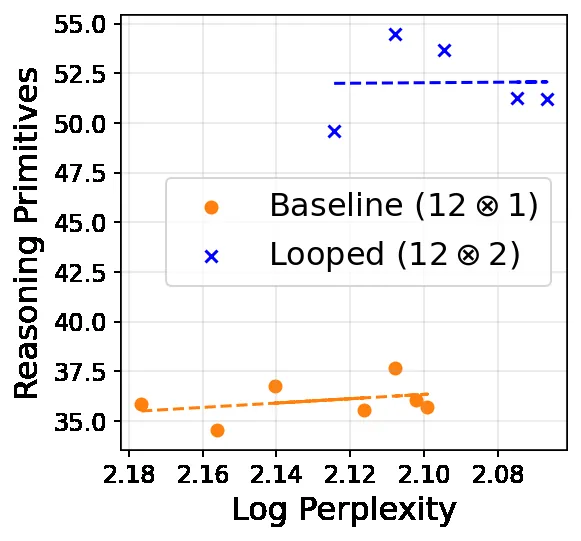 55.0
52.5
50.0
47.5
45.0
42.5
40.0
37.5
35.0
Reasoning Primitives
Baseline (12 ⊗ 1)
Looped (12 ⊗ 2)
2.18 2.16 2.14 2.12 2.10 2.08
Log Perplexity